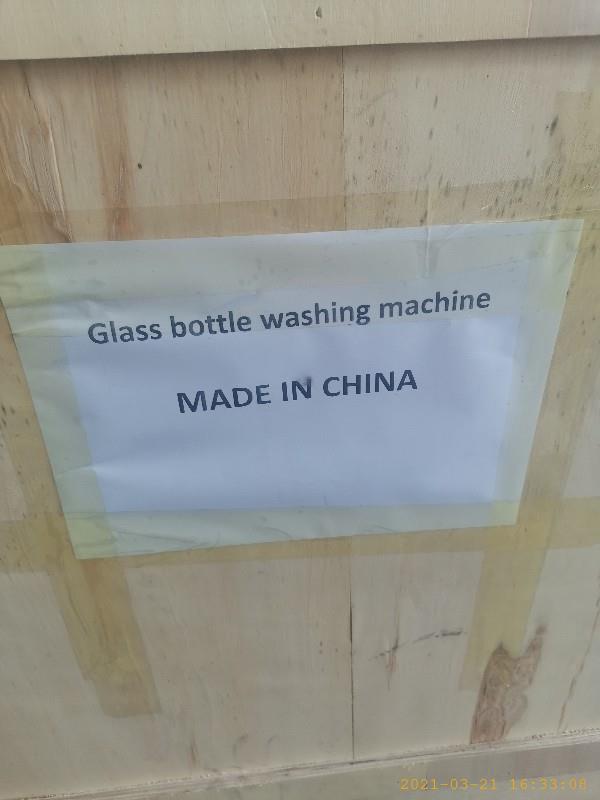 Glass bottle washing machine
MADE IN CHINA
2021-03-21 16:33:08